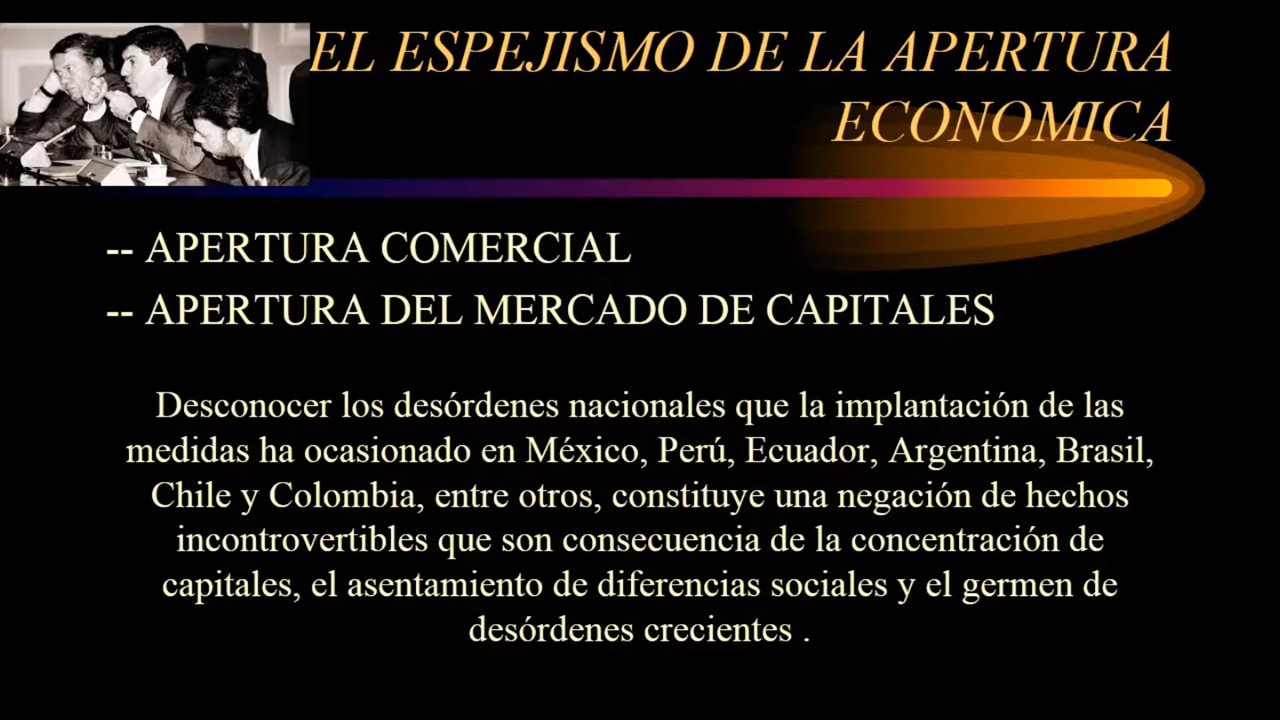 EL ESPEJISMO DE LA APERTURA
ECONOMICA
-- APERTURA COMERCIAL
-- APERTURA DEL MERCADO DE CAPITALES
Desconocer los desórdenes nacionales que la implantación de las
medidas ha ocasionado en México, Perú, Ecuador, Argentina, Brasil,
Chile y Colombia, entre otros, constituye una negación de hechos
incontrovertibles que son consecuencia de la concentración de
capitales, el asentamiento de diferencias sociales y el germen de
desórdenes crecientes .